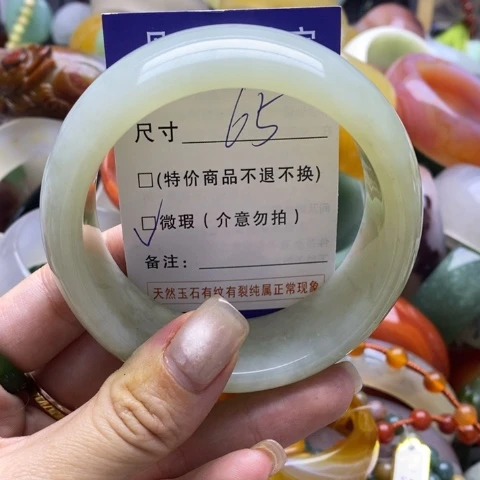 尺寸 65
□(特价商品不退不换)
□微瑕(介意勿拍)
备注:
天然玉石有纹有裂纯属正常现象